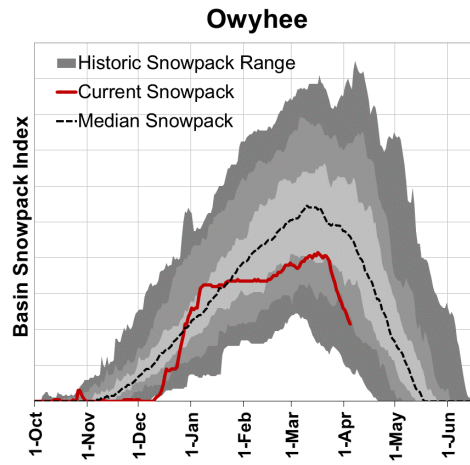 Owyhee
Historic Snowpack Range
Current Snowpack
Median Snowpack
Basin Snowpack Index
1-Oct
1-Nov
1-Dec
1-Jan
1-Feb
1-Mar
1-Apr
1-May
1-Jun